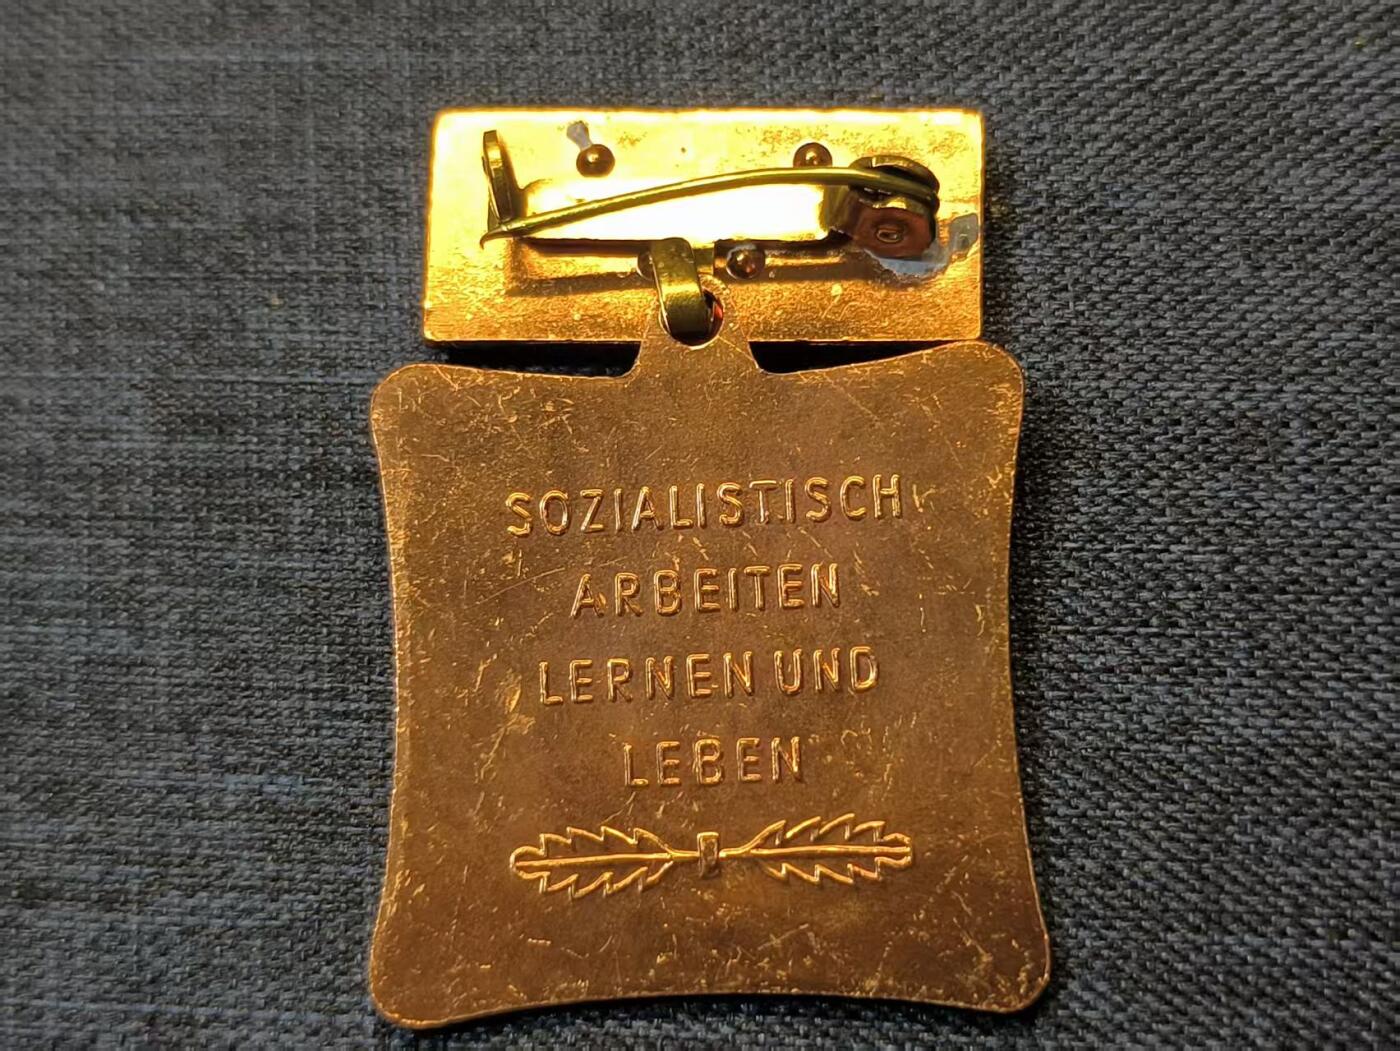 SOZIALISTISCH
ARBEITEN
LERNEN UND
LEBEN